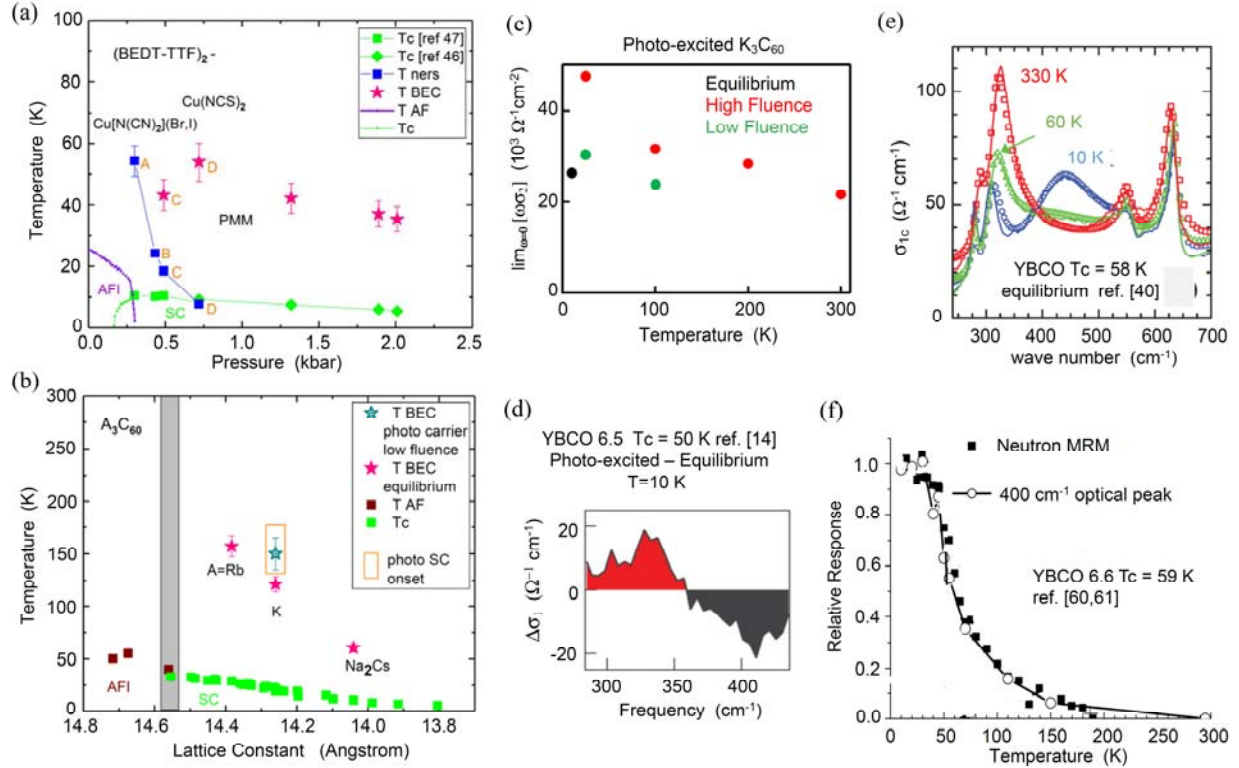 (a)
100
80
60
40
20
0
Temperature (K)
0.0 0.5 1.0 1.5 2.0 2.5
Pressure (kbar)
(BEDT-TTF)₂ -
Cu(NCS)₂
Cu[N(CN)₂](Br,I)
Tc [ref 47]
Tc [ref 46]
T ners
T BEC
T AF
Tc
A
D
C
PMM
B
C
AFI
SC
D
(b)
300
250
200
150
100
50
0
Temperature (K)
14.8 14.6 14.4 14.2 14.0 13.8
Lattice Constant (Angstrom)
A₃C₆₀
T BEC
photo carrier
low fluence
T BEC
equilibrium
T AF
Tc
photo SC
onset
A=Rb
K
Na₂Cs
AFI
SC
(c)
Photo-excited K₃C₆₀
Equilibrium
High Fluence
Low Fluence
40
20
0
lim ω=0 [ωσ₂] (10³ Ω⁻¹cm⁻²)
0 100 200 300
Temperature (K)
(d)
YBCO 6.5 Tc = 50 K ref. [14]
Photo-excited – Equilibrium
T=10 K
20
0
-20
Δσ₁ (Ω⁻¹ cm⁻¹)
300 400
Frequency (cm⁻¹)
(e)
100
50
0
σ₁c (Ω⁻¹ cm⁻¹)
330 K
60 K
10 K
YBCO Tc = 58 K
equilibrium ref. [40]
)
300 400 500 600 700
wave number (cm⁻¹)
(f)
Neutron MRM
400 cm⁻¹ optical peak
YBCO 6.6 Tc = 59 K
ref. [60,61]
1.0
0.8
0.6
0.4
0.2
0.0
Relative Response
0 50 100 150 200 250 300
Temperature (K)